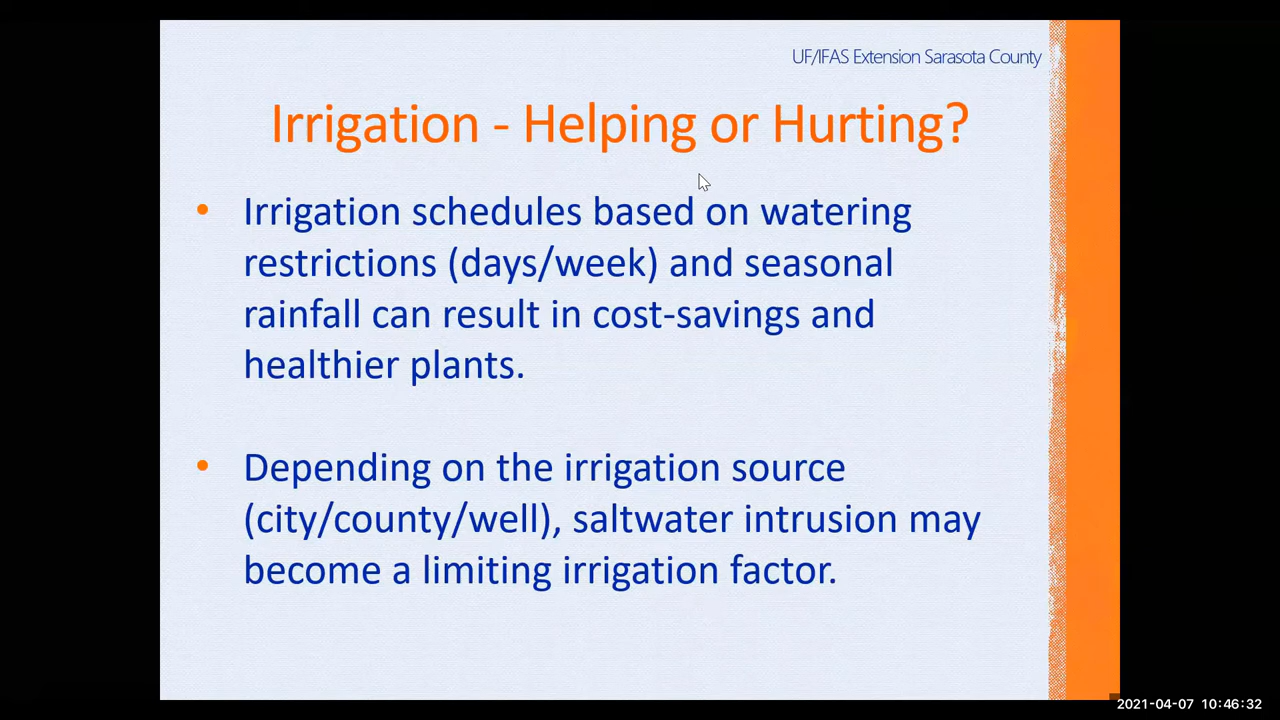 UF/IFAS Extension Sarasota County
Irrigation - Helping or Hurting?
• Irrigation schedules based on watering
restrictions (days/week) and seasonal
rainfall can result in cost-savings and
healthier plants.
• Depending on the irrigation source
(city/county/well), saltwater intrusion may
become a limiting irrigation factor.
2021-04-07 10:46:32